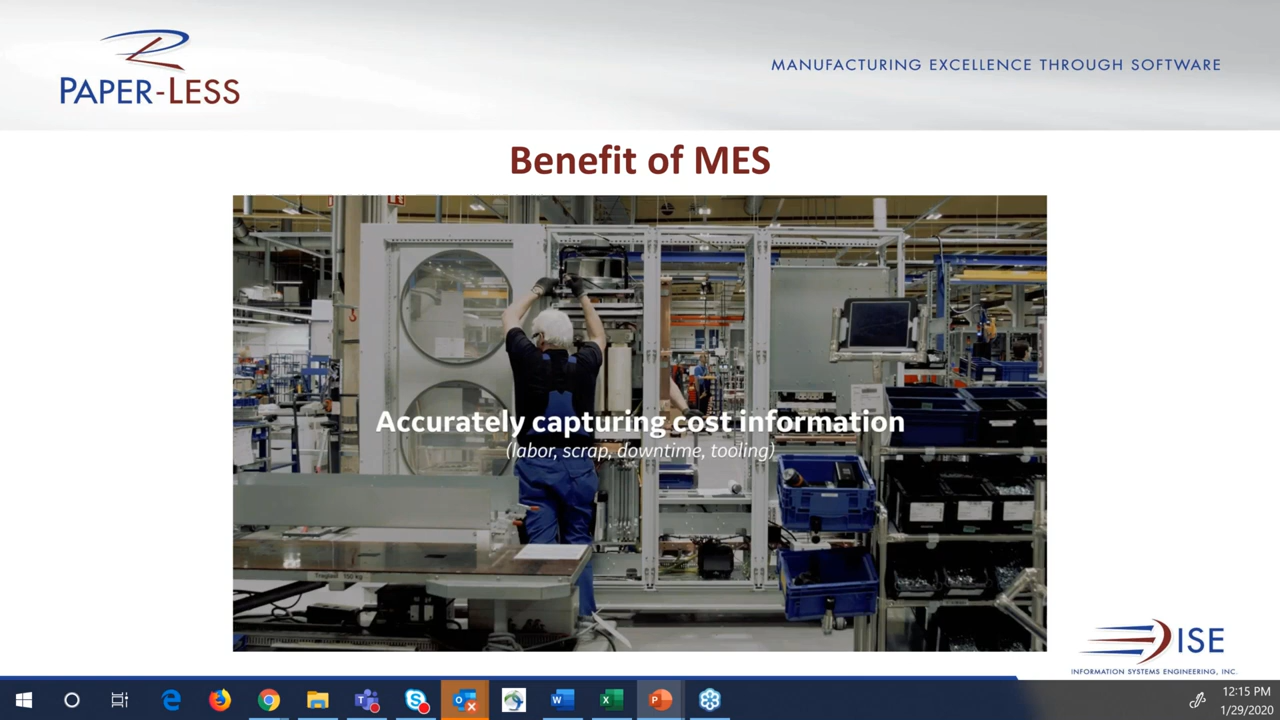 PAPER-LESS
MANUFACTURING EXCELLENCE THROUGH SOFTWARE
Benefit of MES
Accurately capturing cost information
(labor, scrap, downtime, tooling)
ISE
INFORMATION SYSTEMS ENGINEERING, INC.
12:15 PM
1/29/2020